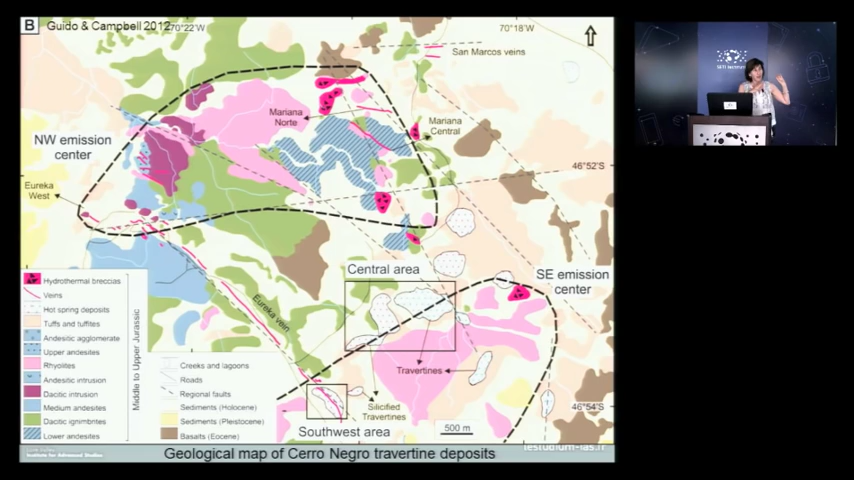 B Guido & Campbell 2012
70°22'W
70°18'W
San Marcos veins
SETI Institute
Mariana
Norte
Mariana
Central
NW emission
center
46°52'S
Eureka
West
Central area
SE emission
center
Eureka vein
Hydrothermal breccias
Veins
Hot spring deposits
Tuffs and tuffites
Andesitic agglomerate
Upper andesites
Rhyolites
Andesitic intrusion
Dacitic intrusion
Medium andesites
Dacitic ignimbrites
Lower andesites
Middle to Upper Jurassic
Creeks and lagoons
Roads
Regional faults
Sediments (Holocene)
Sediments (Pleistocene)
Basalts (Eocene)
Travertines
Silicified
Travertines
46°54'S
500 m
Southwest area
Institute for Advanced Studies
Geological map of Cerro Negro travertine deposits
lestudium-ias.fr